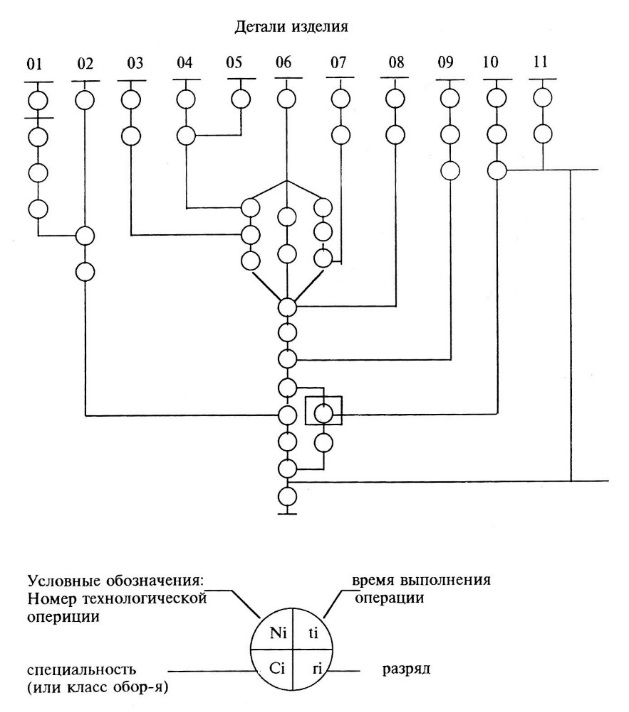 Детали изделия
01 02 03 04 05 06 07 08 09 10 11
Условные обозначения:
Номер технологической
опериции
время выполнения
операции
Ni ti
Ci ri
специальность
(или класс обор-я)
разряд